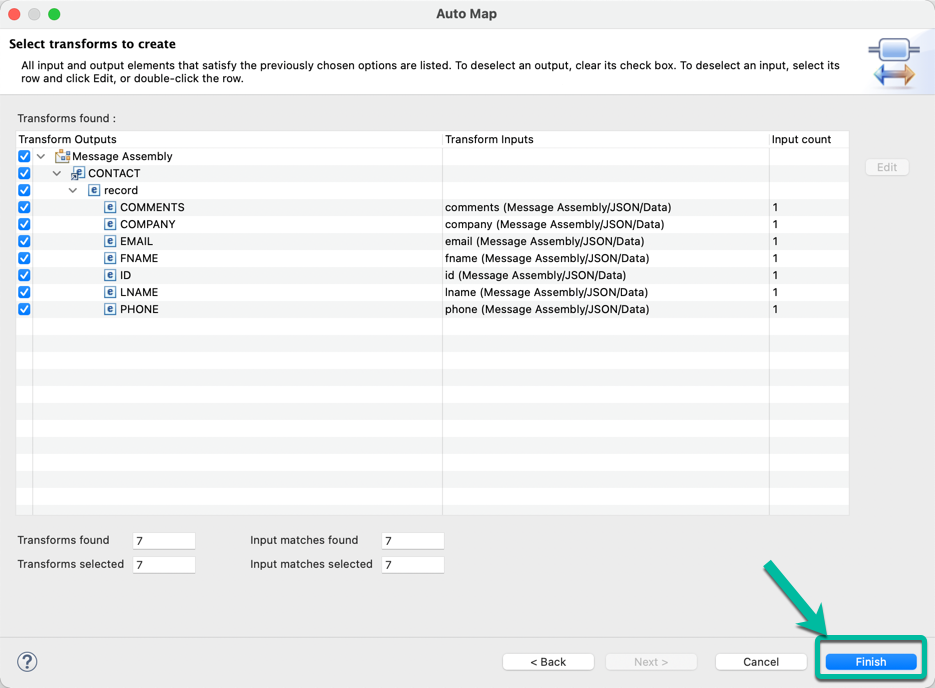 Auto Map
Select transforms to create
All input and output elements that satisfy the previously chosen options are listed. To deselect an output, clear its check box. To deselect an input, select its
row and click Edit, or double-click the row.
Transforms found :
Transform Outputs Transform Inputs Input count
Message Assembly
CONTACT
record
COMMENTS comments (Message Assembly/JSON/Data) 1
COMPANY company (Message Assembly/JSON/Data) 1
EMAIL email (Message Assembly/JSON/Data) 1
FNAME fname (Message Assembly/JSON/Data) 1
ID id (Message Assembly/JSON/Data) 1
LNAME lname (Message Assembly/JSON/Data) 1
PHONE phone (Message Assembly/JSON/Data) 1
Edit
Transforms found 7 Input matches found 7
Transforms selected 7 Input matches selected 7
? < Back Next > Cancel Finish